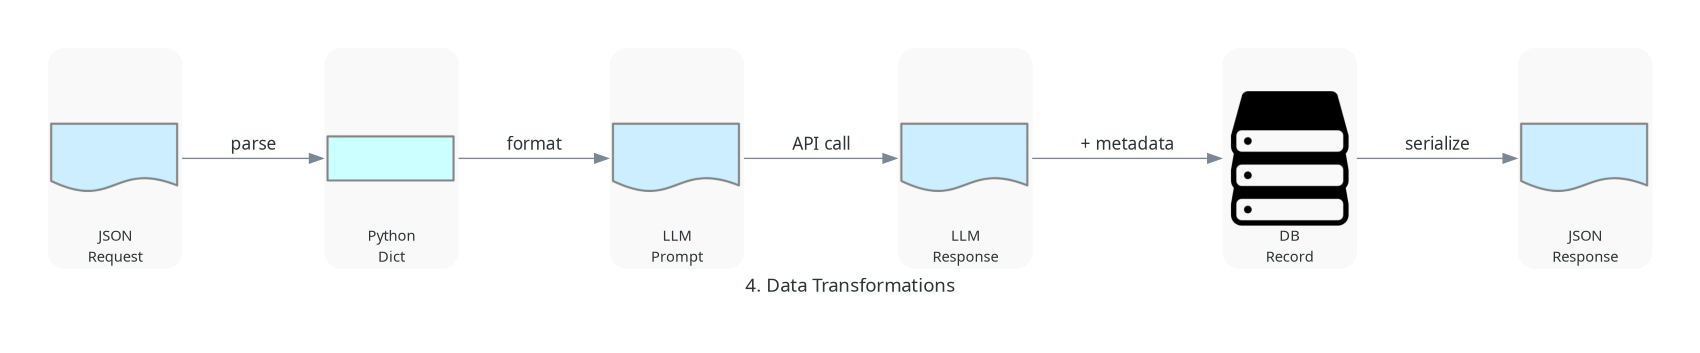 parse
format
API call
+ metadata
serialize
JSON
Request
Python
Dict
LLM
Prompt
LLM
Response
DB
Record
JSON
Response
4. Data Transformations